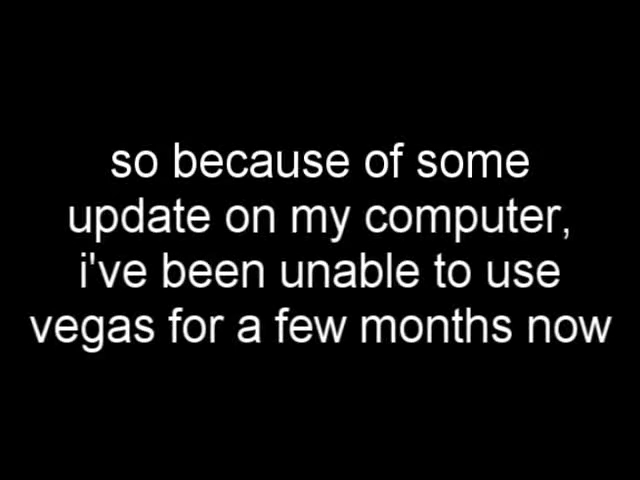 so because of some
update on my computer,
i've been unable to use
vegas for a few months now